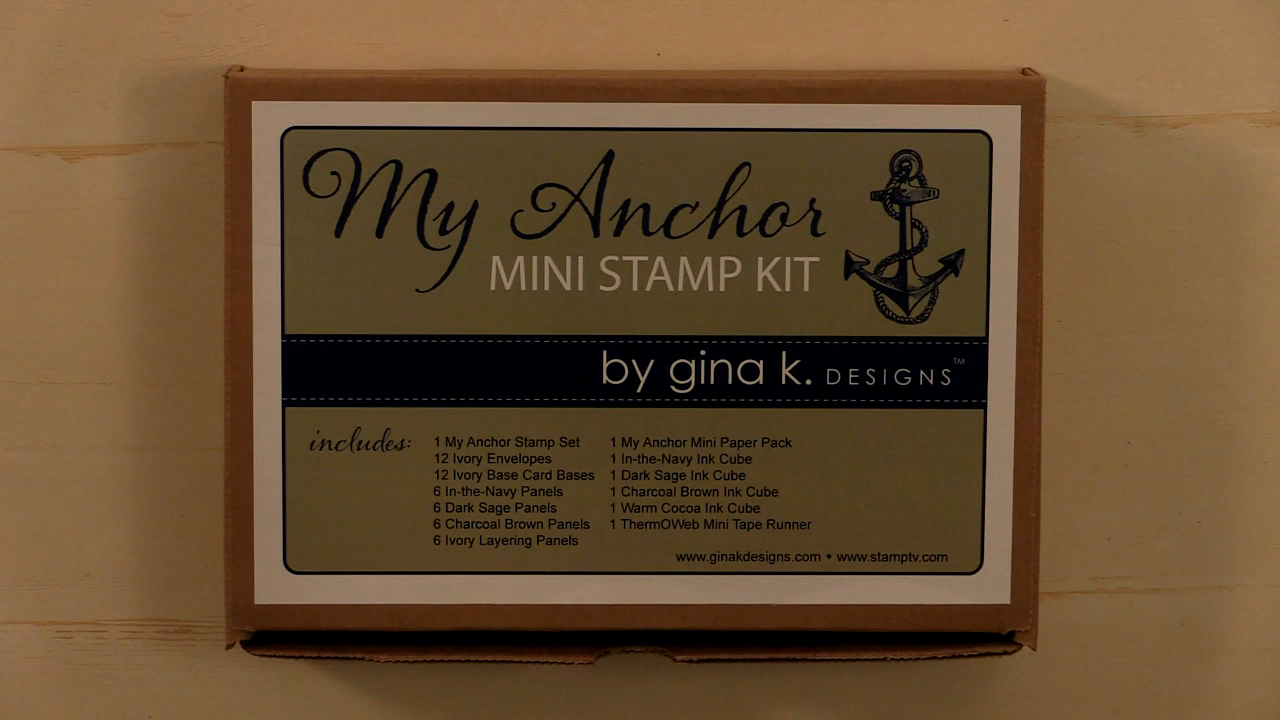 My Anchor
MINI STAMP KIT
by gina k. DESIGNS™
includes:
1 My Anchor Stamp Set
12 Ivory Envelopes
12 Ivory Base Card Bases
6 In-the-Navy Panels
6 Dark Sage Panels
6 Charcoal Brown Panels
6 Ivory Layering Panels
1 My Anchor Mini Paper Pack
1 In-the-Navy Ink Cube
1 Dark Sage Ink Cube
1 Charcoal Brown Ink Cube
1 Warm Cocoa Ink Cube
1 ThermOWeb Mini Tape Runner
www.ginakdesigns.com • www.stamptv.com